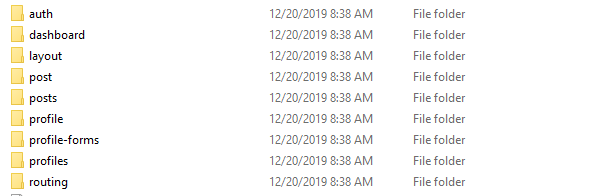 auth 12/20/2019 8:38 AM File folder
dashboard 12/20/2019 8:38 AM File folder
layout 12/20/2019 8:38 AM File folder
post 12/20/2019 8:38 AM File folder
posts 12/20/2019 8:38 AM File folder
profile 12/20/2019 8:38 AM File folder
profile-forms 12/20/2019 8:38 AM File folder
profiles 12/20/2019 8:38 AM File folder
routing 12/20/2019 8:38 AM File folder